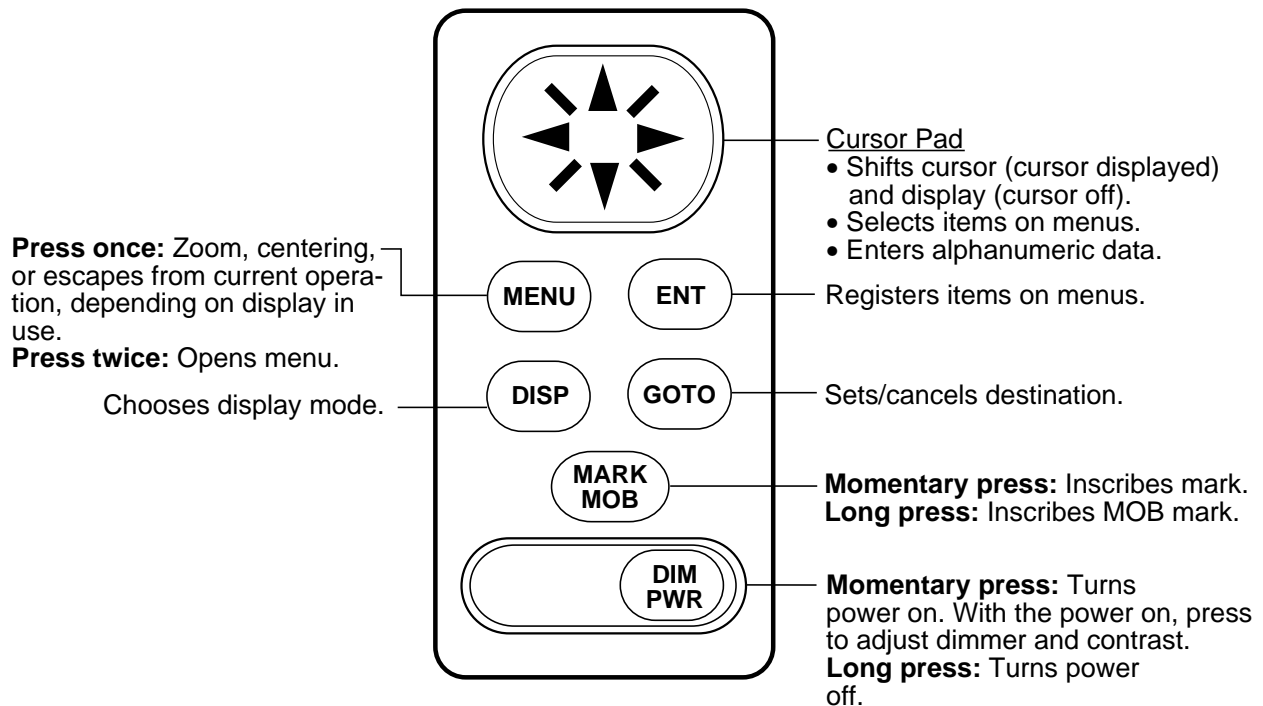 Cursor Pad
• Shifts cursor (cursor displayed)
and display (cursor off).
• Selects items on menus.
• Enters alphanumeric data.
Press once: Zoom, centering,
or escapes from current opera-
tion, depending on display in
use.
Press twice: Opens menu.
MENU
ENT
Registers items on menus.
Chooses display mode.
DISP
GOTO
Sets/cancels destination.
MARK
MOB
Momentary press: Inscribes mark.
Long press: Inscribes MOB mark.
DIM
PWR
Momentary press: Turns
power on. With the power on, press
to adjust dimmer and contrast.
Long press: Turns power
off.